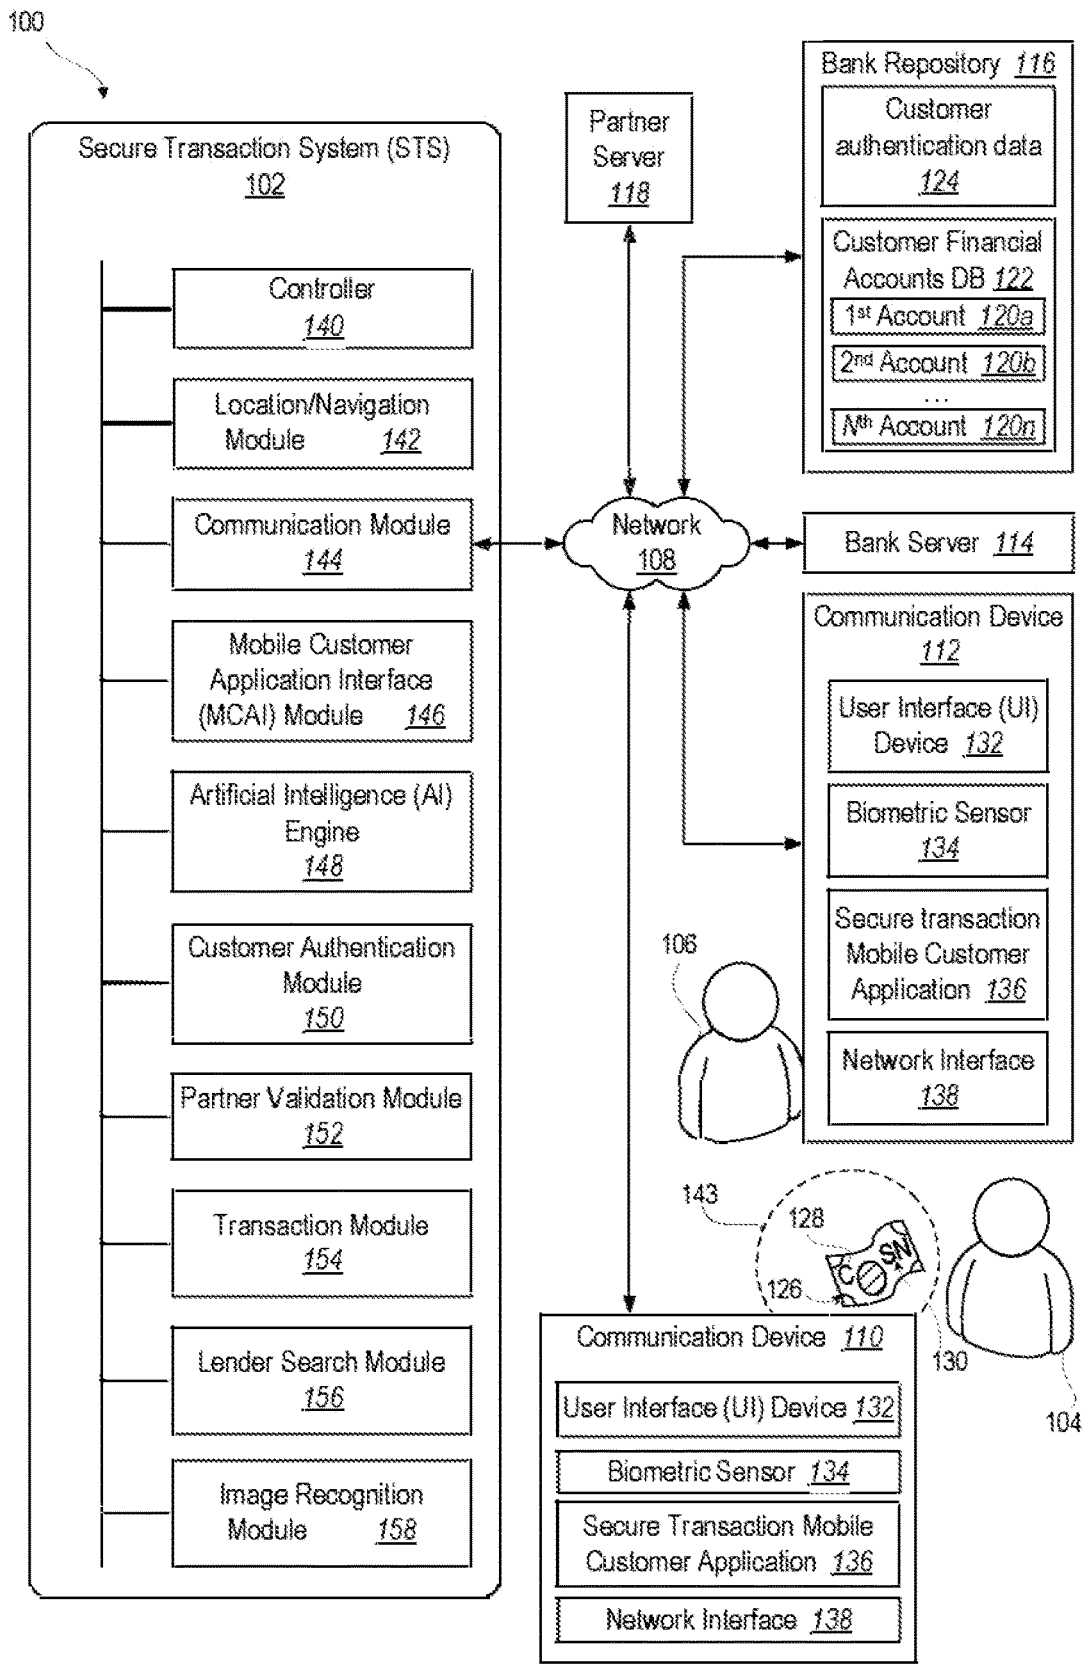 100
Secure Transaction System (STS)
102
Controller
140
Location/Navigation
Module 142
Communication Module
144
Mobile Customer
Application Interface
(MCAI) Module 146
Artificial Intelligence (AI)
Engine
148
Customer Authentication
Module
150
Partner Validation Module
152
Transaction Module
154
Lender Search Module
156
Image Recognition
Module 158
Partner
Server
118
Network
108
Bank Repository 116
Customer
authentication data
124
Customer Financial
Accounts DB 122
1st Account 120a
2nd Account 120b
...
Nth Account 120n
Bank Server 114
Communication Device
112
User Interface (UI)
Device 132
Biometric Sensor
134
Secure transaction
Mobile Customer
Application 136
Network Interface
138
106
143
128
C
SN
126
130
104
Communication Device 110
User Interface (UI) Device 132
Biometric Sensor 134
Secure Transaction Mobile
Customer Application 136
Network Interface 138